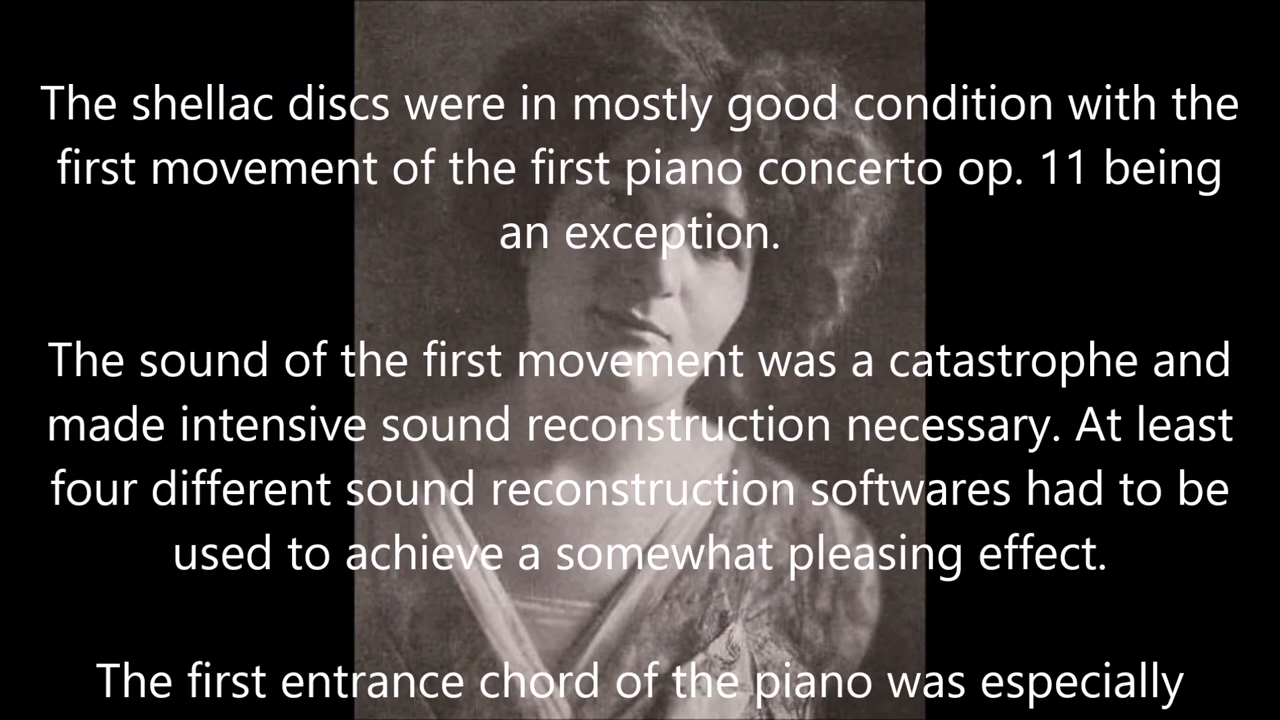 The shellac discs were in mostly good condition with the
first movement of the first piano concerto op. 11 being
an exception.
The sound of the first movement was a catastrophe and
made intensive sound reconstruction necessary. At least
four different sound reconstruction softwares had to be
used to achieve a somewhat pleasing effect.
The first entrance chord of the piano was especially